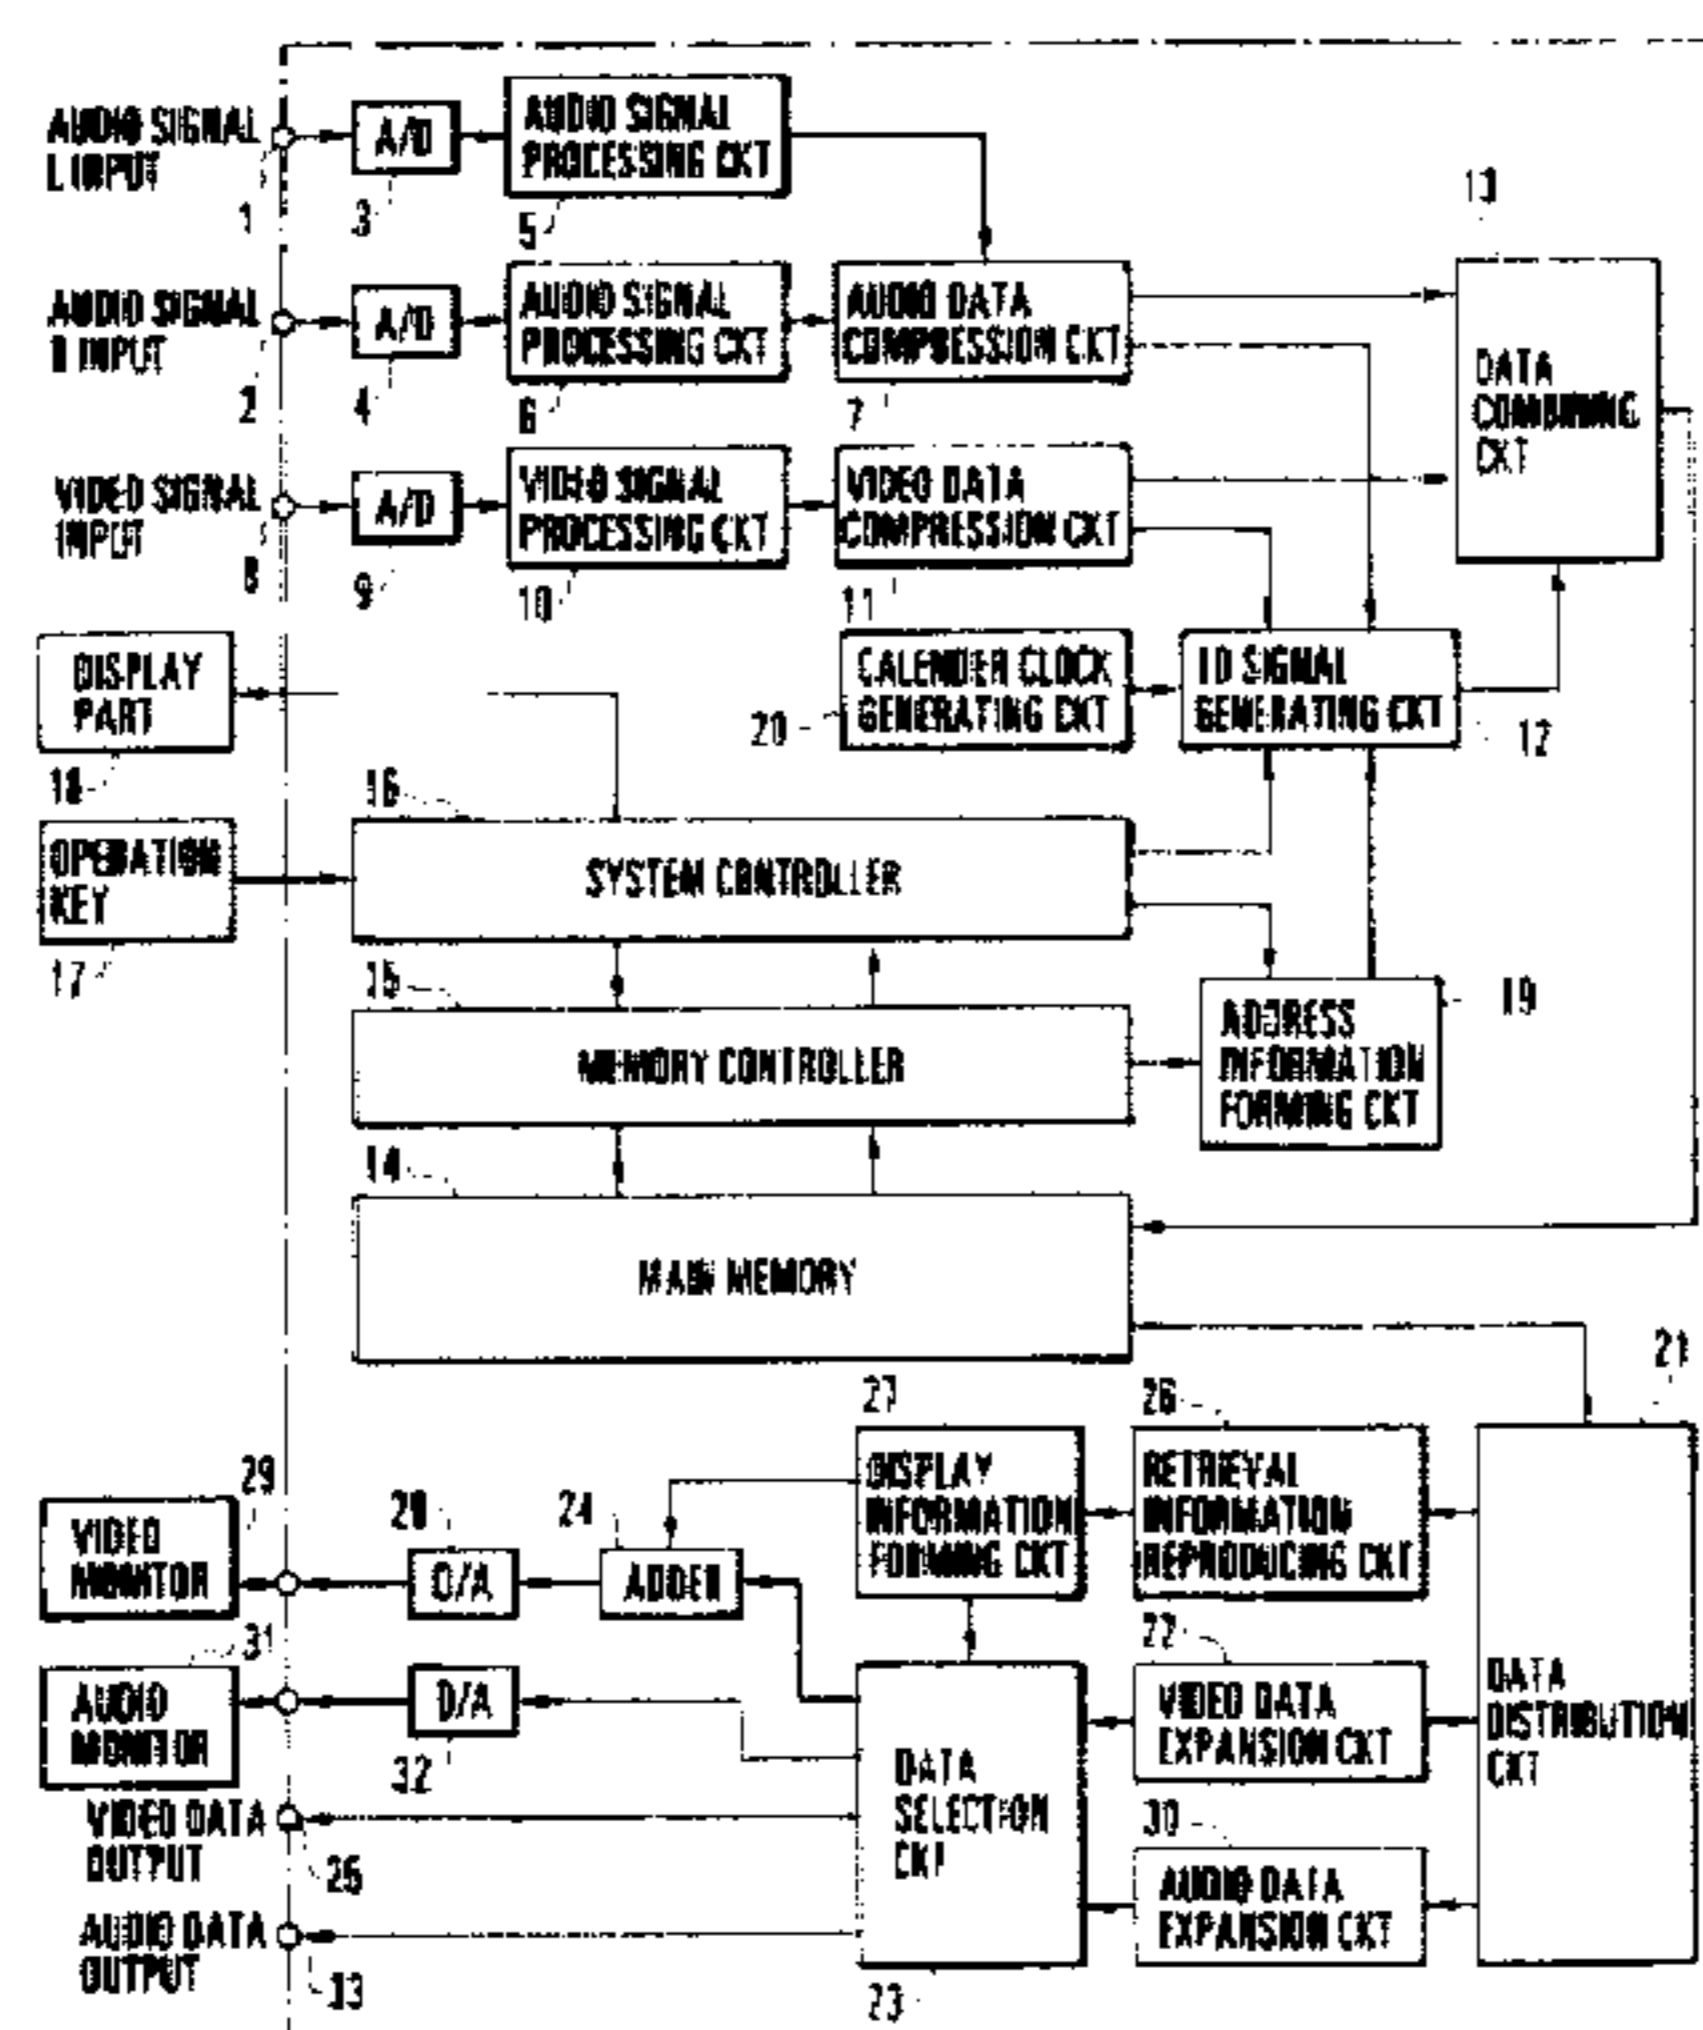 AUDIO SIGNAL
L INPUT
1
A/D
3
AUDIO SIGNAL
PROCESSING CKT
5
13
AUDIO SIGNAL
R INPUT
2
A/D
4
AUDIO SIGNAL
PROCESSING CKT
6
AUDIO DATA
COMPRESSION CKT
7
DATA
COMBINING
CKT
VIDEO SIGNAL
INPUT
8
A/D
9
VIDEO SIGNAL
PROCESSING CKT
10
VIDEO DATA
COMPRESSION CKT
11
DISPLAY
PART
18
CALENDER CLOCK
GENERATING CKT
20
ID SIGNAL
GENERATING CKT
12
16
OPERATION
KEY
17
SYSTEM CONTROLLER
15
MEMORY CONTROLLER
ADDRESS
INFORMATION
FORMING CKT
19
14
MAIN MEMORY
21
27
26
29
VIDEO
MONITOR
28
D/A
24
ADDER
DISPLAY
INFORMATION
FORMING CKT
RETRIEVAL
INFORMATION
REPRODUCING CKT
31
AUDIO
MONITOR
D/A
32
22
VIDEO DATA
EXPANSION CKT
DATA
DISTRIBUTION
CKT
DATA
SELECTION
CKT
23
30
AUDIO DATA
EXPANSION CKT
VIDEO DATA
OUTPUT
25
AUDIO DATA
OUTPUT
33